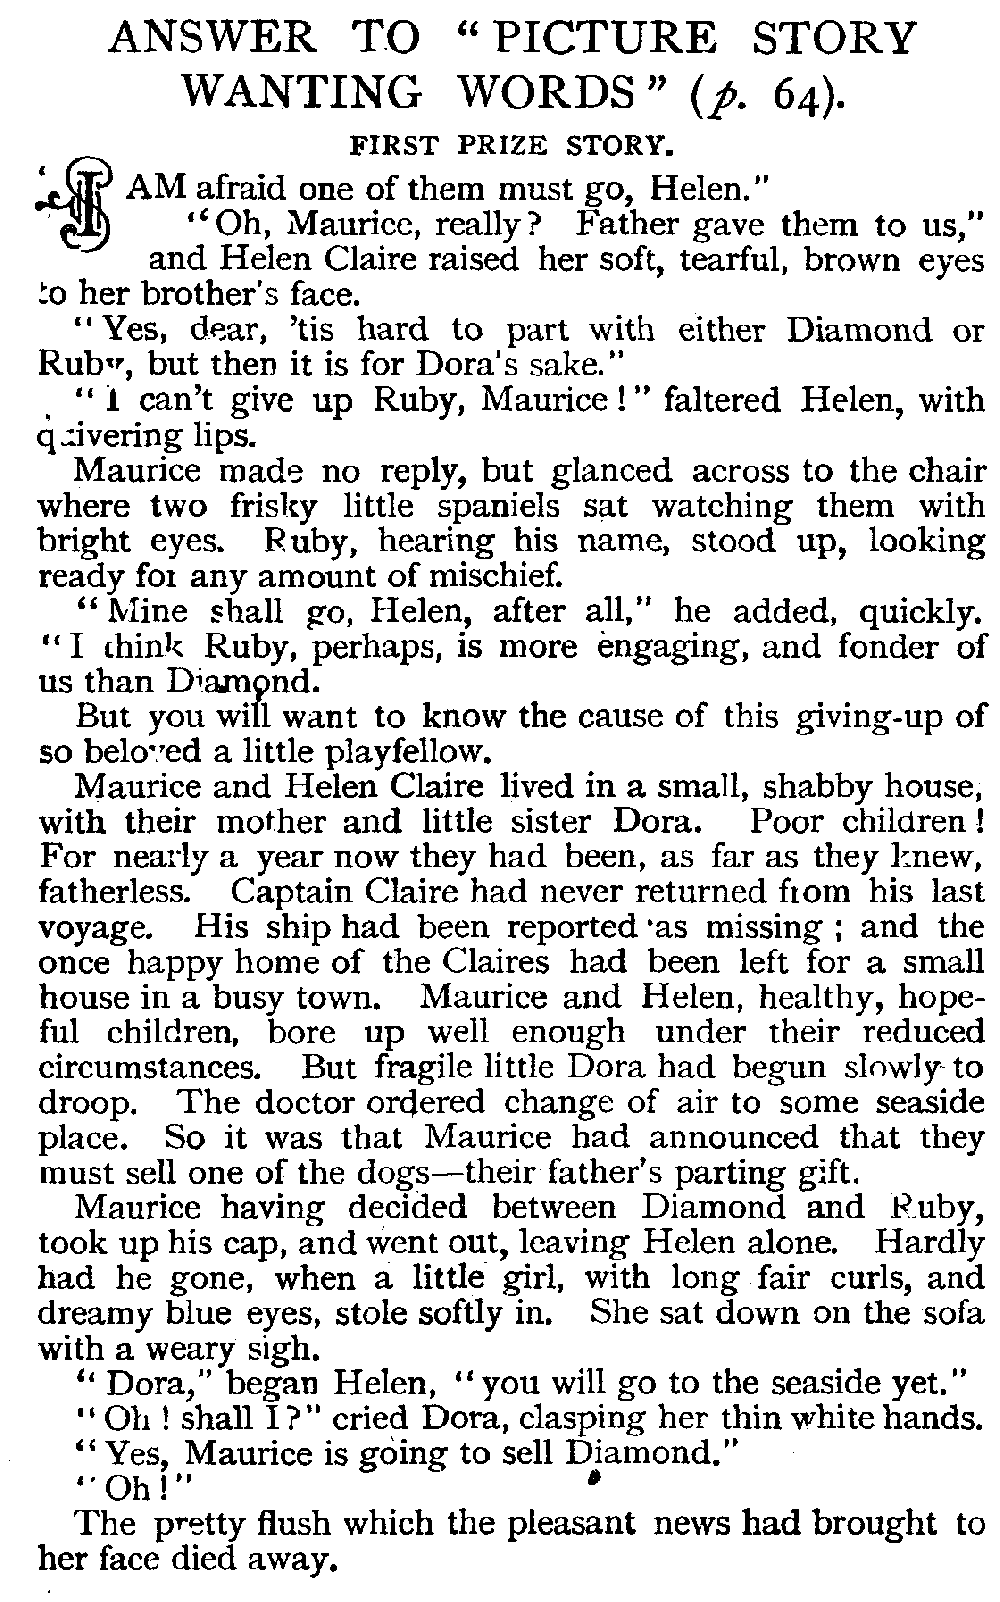 ANSWER TO "PICTURE STORY
WANTING WORDS" (p. 64).
FIRST PRIZE STORY.
'I AM afraid one of them must go, Helen."
"Oh, Maurice, really? Father gave them to us,"
and Helen Claire raised her soft, tearful, brown eyes
to her brother's face.
"Yes, dear, 'tis hard to part with either Diamond or
Ruby, but then it is for Dora's sake."
"I can't give up Ruby, Maurice!" faltered Helen, with
quivering lips.
Maurice made no reply, but glanced across to the chair
where two frisky little spaniels sat watching them with
bright eyes. Ruby, hearing his name, stood up, looking
ready for any amount of mischief.
"Mine shall go, Helen, after all," he added, quickly.
"I think Ruby, perhaps, is more engaging, and fonder of
us than Diamond.
But you will want to know the cause of this giving-up of
so beloved a little playfellow.
Maurice and Helen Claire lived in a small, shabby house,
with their mother and little sister Dora. Poor children!
For nearly a year now they had been, as far as they knew,
fatherless. Captain Claire had never returned from his last
voyage. His ship had been reported as missing; and the
once happy home of the Claires had been left for a small
house in a busy town. Maurice and Helen, healthy, hope-
ful children, bore up well enough under their reduced
circumstances. But fragile little Dora had begun slowly to
droop. The doctor ordered change of air to some seaside
place. So it was that Maurice had announced that they
must sell one of the dogs—their father's parting gift.
Maurice having decided between Diamond and Ruby,
took up his cap, and went out, leaving Helen alone. Hardly
had he gone, when a little girl, with long fair curls, and
dreamy blue eyes, stole softly in. She sat down on the sofa
with a weary sigh.
"Dora," began Helen, "you will go to the seaside yet."
"Oh! shall I?" cried Dora, clasping her thin white hands.
"Yes, Maurice is going to sell Diamond."
"Oh!"
The pretty flush which the pleasant news had brought to
her face died away.